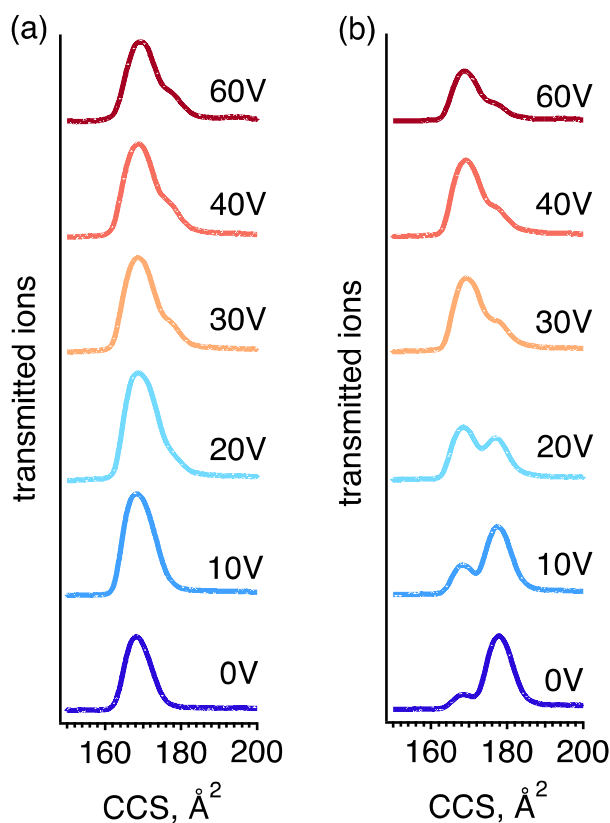 (a)
60V
40V
30V
20V
10V
0V
transmitted ions
160 180 200
CCS, Å²
(b)
60V
40V
30V
20V
10V
0V
transmitted ions
160 180 200
CCS, Å²